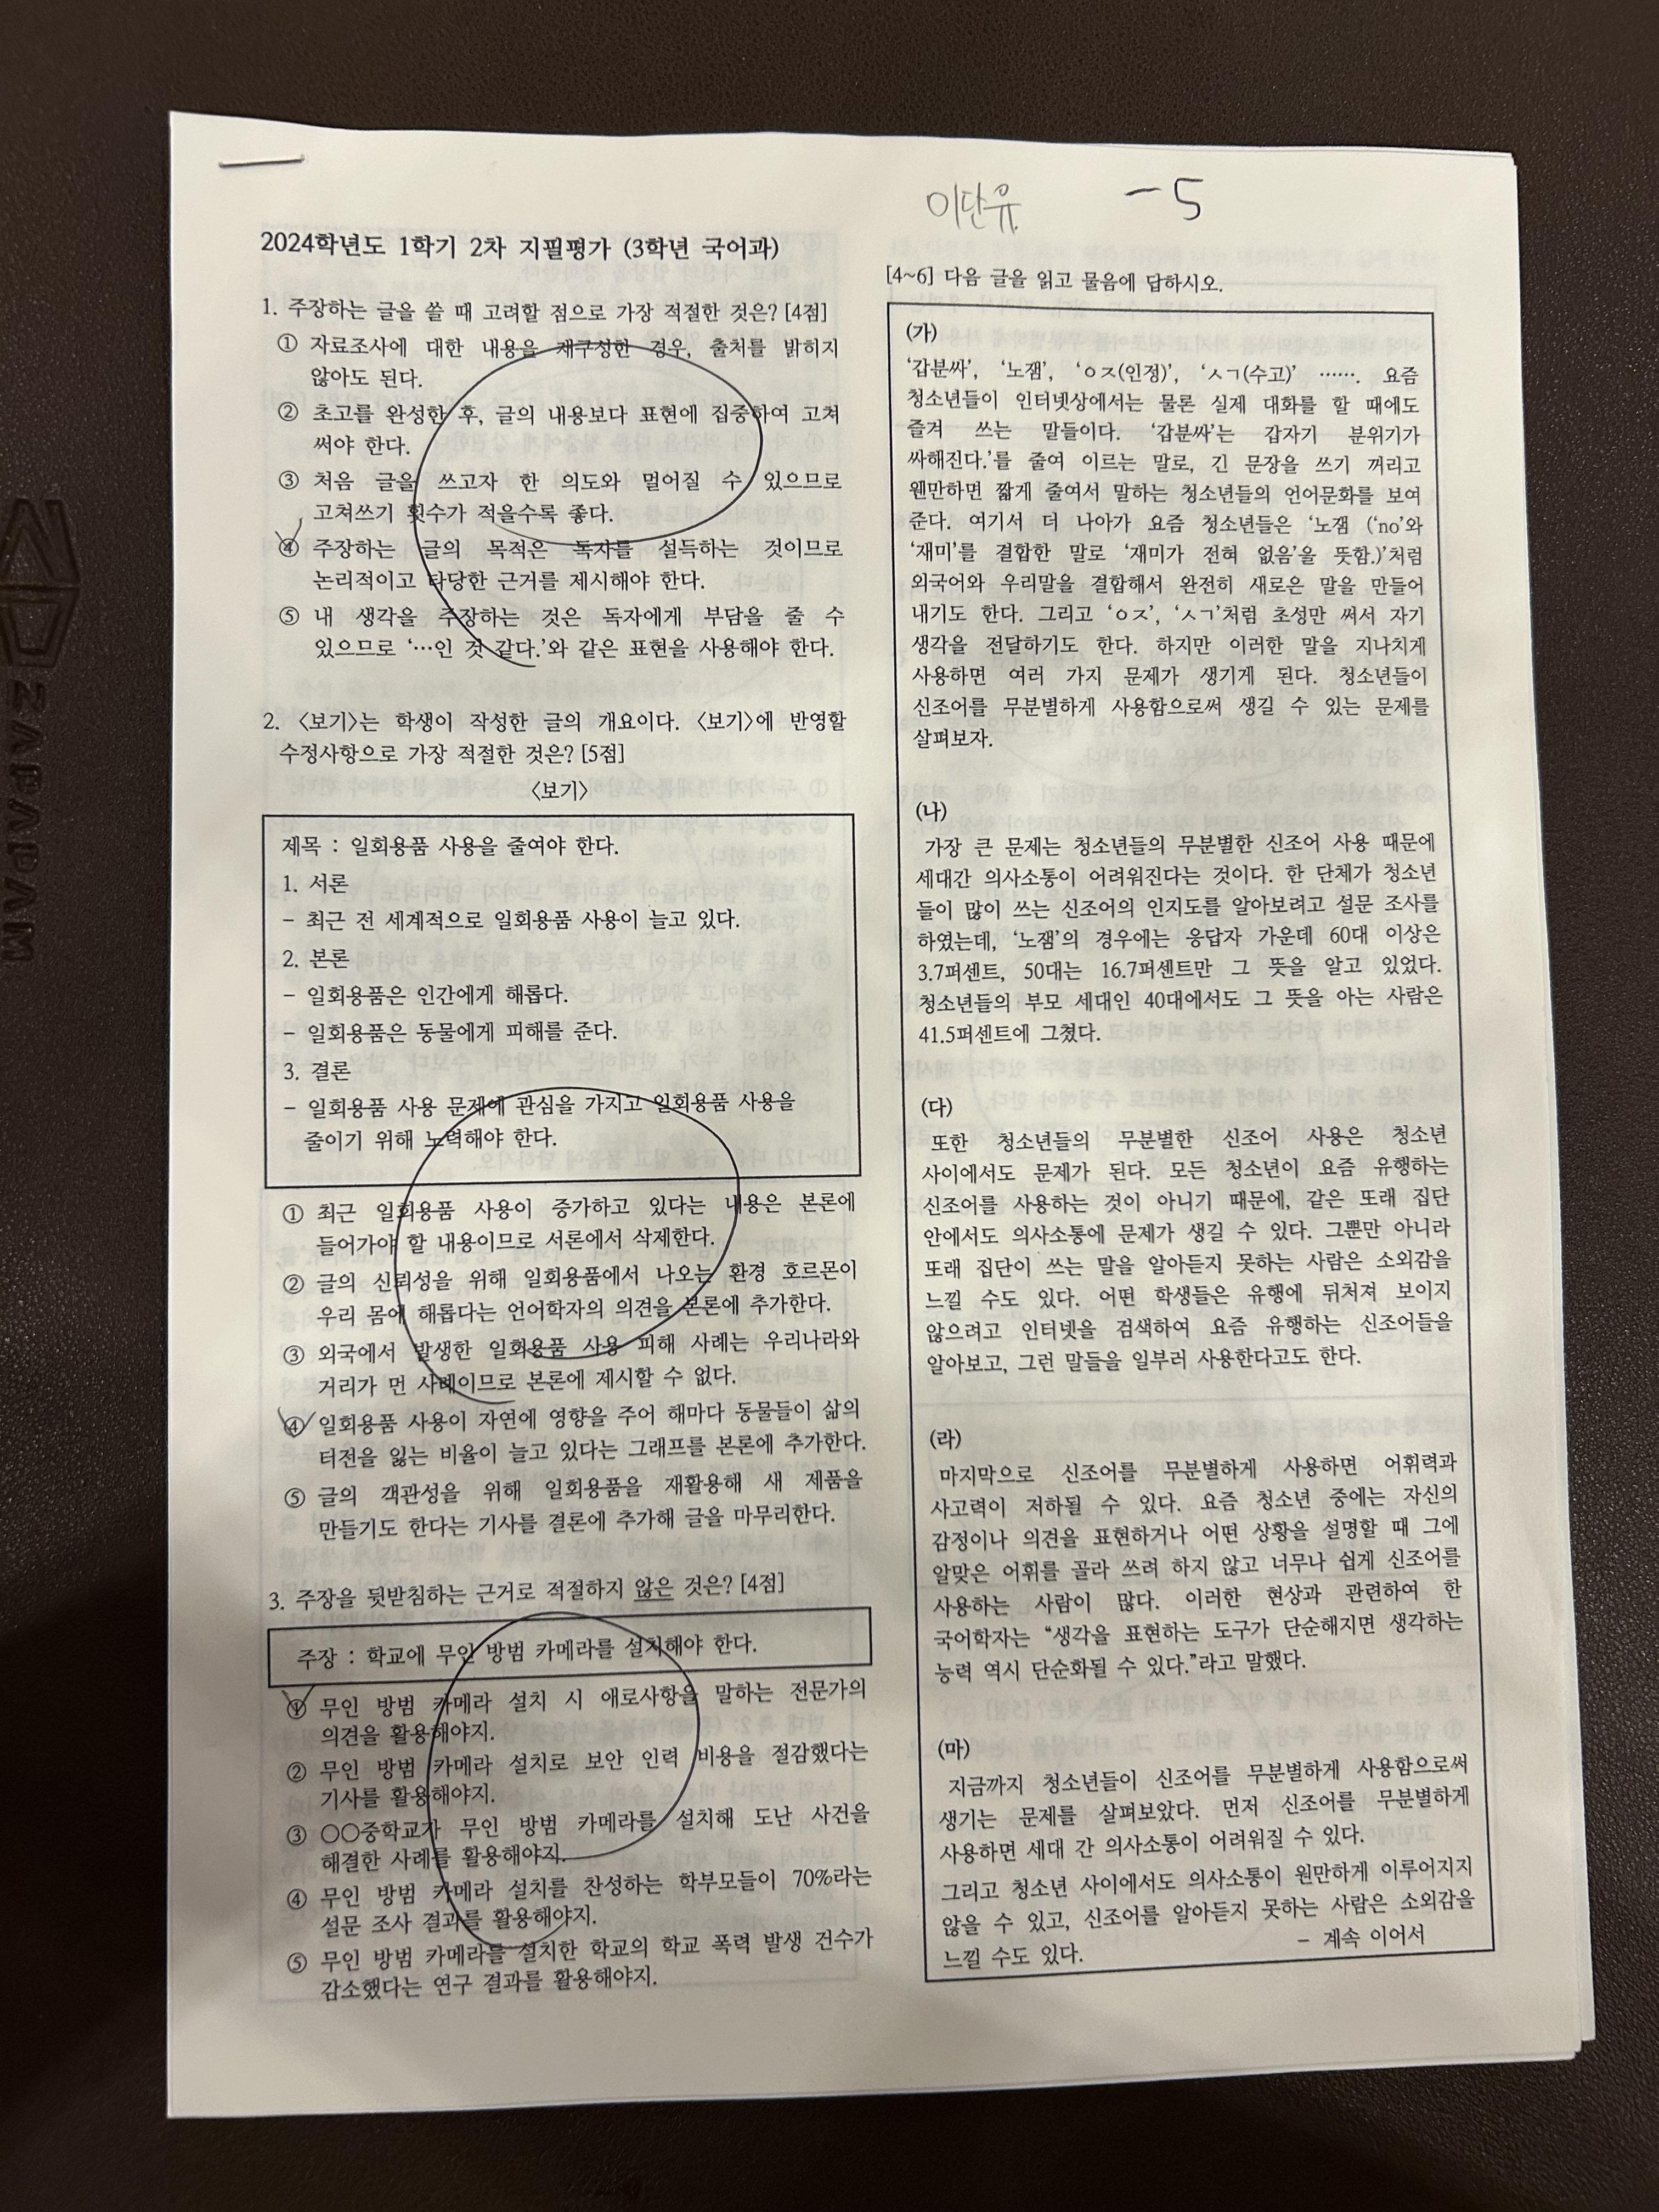 이단유
-5
2024학년도 1학기 2차 지필평가 (3학년 국어과)
1. 주장하는 글을 쓸 때 고려할 점으로 가장 적절한 것은? [4점]
① 자료조사에 대한 내용을 재구성한 경우, 출처를 밝히지
않아도 된다.
② 초고를 완성한 후, 글의 내용보다 표현에 집중하여 고쳐
써야 한다.
③ 처음 글을 쓰고자 한 의도와 멀어질 수 있으므로
고쳐쓰기 횟수가 적을수록 좋다.
④ 주장하는 글의 목적은 독자를 설득하는 것이므로
논리적이고 타당한 근거를 제시해야 한다.
⑤ 내 생각을 주장하는 것은 독자에게 부담을 줄 수
있으므로 ‘…인 것 같다.’와 같은 표현을 사용해야 한다.
2. 〈보기〉는 학생이 작성한 글의 개요이다. 〈보기〉에 반영할
수정사항으로 가장 적절한 것은? [5점]
〈보기〉
제목 : 일회용품 사용을 줄여야 한다.
1. 서론
- 최근 전 세계적으로 일회용품 사용이 늘고 있다.
2. 본론
- 일회용품은 인간에게 해롭다.
- 일회용품은 동물에게 피해를 준다.
3. 결론
- 일회용품 사용 문제에 관심을 가지고 일회용품 사용을
줄이기 위해 노력해야 한다.
① 최근 일회용품 사용이 증가하고 있다는 내용은 본론에
들어가야 할 내용이므로 서론에서 삭제한다.
② 글의 신뢰성을 위해 일회용품에서 나오는 환경 호르몬이
우리 몸에 해롭다는 언어학자의 의견을 본론에 추가한다.
③ 외국에서 발생한 일회용품 사용 피해 사례는 우리나라와
거리가 먼 사례이므로 본론에 제시할 수 없다.
④ 일회용품 사용이 자연에 영향을 주어 해마다 동물들이 삶의
터전을 잃는 비율이 늘고 있다는 그래프를 본론에 추가한다.
⑤ 글의 객관성을 위해 일회용품을 재활용해 새 제품을
만들기도 한다는 기사를 결론에 추가해 글을 마무리한다.
3. 주장을 뒷받침하는 근거로 적절하지 않은 것은? [4점]
주장 : 학교에 무인 방범 카메라를 설치해야 한다.
① 무인 방범 카메라 설치 시 애로사항을 말하는 전문가의
의견을 활용해야지.
② 무인 방범 카메라 설치로 보안 인력 비용을 절감했다는
기사를 활용해야지.
③ ○○중학교가 무인 방범 카메라를 설치해 도난 사건을
해결한 사례를 활용해야지.
④ 무인 방범 카메라 설치를 찬성하는 학부모들이 70%라는
설문 조사 결과를 활용해야지.
⑤ 무인 방범 카메라를 설치한 학교의 학교 폭력 발생 건수가
감소했다는 연구 결과를 활용해야지.
[4~6] 다음 글을 읽고 물음에 답하시오.
(가)
‘갑분싸’, ‘노잼’, ‘ㅇㅈ(인정)’, ‘ㅅㄱ(수고)’ ……. 요즘
청소년들이 인터넷상에서는 물론 실제 대화를 할 때에도
즐겨 쓰는 말들이다. ‘갑분싸’는 갑자기 분위기가
싸해진다.’를 줄여 이르는 말로, 긴 문장을 쓰기 꺼리고
웬만하면 짧게 줄여서 말하는 청소년들의 언어문화를 보여
준다. 여기서 더 나아가 요즘 청소년들은 ‘노잼 (‘no’와
‘재미’를 결합한 말로 ‘재미가 전혀 없음’을 뜻함.)’처럼
외국어와 우리말을 결합해서 완전히 새로운 말을 만들어
내기도 한다. 그리고 ‘ㅇㅈ’, ‘ㅅㄱ’처럼 초성만 써서 자기
생각을 전달하기도 한다. 하지만 이러한 말을 지나치게
사용하면 여러 가지 문제가 생기게 된다. 청소년들이
신조어를 무분별하게 사용함으로써 생길 수 있는 문제를
살펴보자.
(나)
가장 큰 문제는 청소년들의 무분별한 신조어 사용 때문에
세대간 의사소통이 어려워진다는 것이다. 한 단체가 청소년
들이 많이 쓰는 신조어의 인지도를 알아보려고 설문 조사를
하였는데, ‘노잼’의 경우에는 응답자 가운데 60대 이상은
3.7퍼센트, 50대는 16.7퍼센트만 그 뜻을 알고 있었다.
청소년들의 부모 세대인 40대에서도 그 뜻을 아는 사람은
41.5퍼센트에 그쳤다.
(다)
또한 청소년들의 무분별한 신조어 사용은 청소년
사이에서도 문제가 된다. 모든 청소년이 요즘 유행하는
신조어를 사용하는 것이 아니기 때문에, 같은 또래 집단
안에서도 의사소통에 문제가 생길 수 있다. 그뿐만 아니라
또래 집단이 쓰는 말을 알아듣지 못하는 사람은 소외감을
느낄 수도 있다. 어떤 학생들은 유행에 뒤처져 보이지
않으려고 인터넷을 검색하여 요즘 유행하는 신조어들을
알아보고, 그런 말들을 일부러 사용한다고도 한다.
(라)
마지막으로 신조어를 무분별하게 사용하면 어휘력과
사고력이 저하될 수 있다. 요즘 청소년 중에는 자신의
감정이나 의견을 표현하거나 어떤 상황을 설명할 때 그에
알맞은 어휘를 골라 쓰려 하지 않고 너무나 쉽게 신조어를
사용하는 사람이 많다. 이러한 현상과 관련하여 한
국어학자는 “생각을 표현하는 도구가 단순해지면 생각하는
능력 역시 단순화될 수 있다.”라고 말했다.
(마)
지금까지 청소년들이 신조어를 무분별하게 사용함으로써
생기는 문제를 살펴보았다. 먼저 신조어를 무분별하게
사용하면 세대 간 의사소통이 어려워질 수 있다.
그리고 청소년 사이에서도 의사소통이 원만하게 이루어지지
않을 수 있고, 신조어를 알아듣지 못하는 사람은 소외감을
느낄 수도 있다.
- 계속 이어서